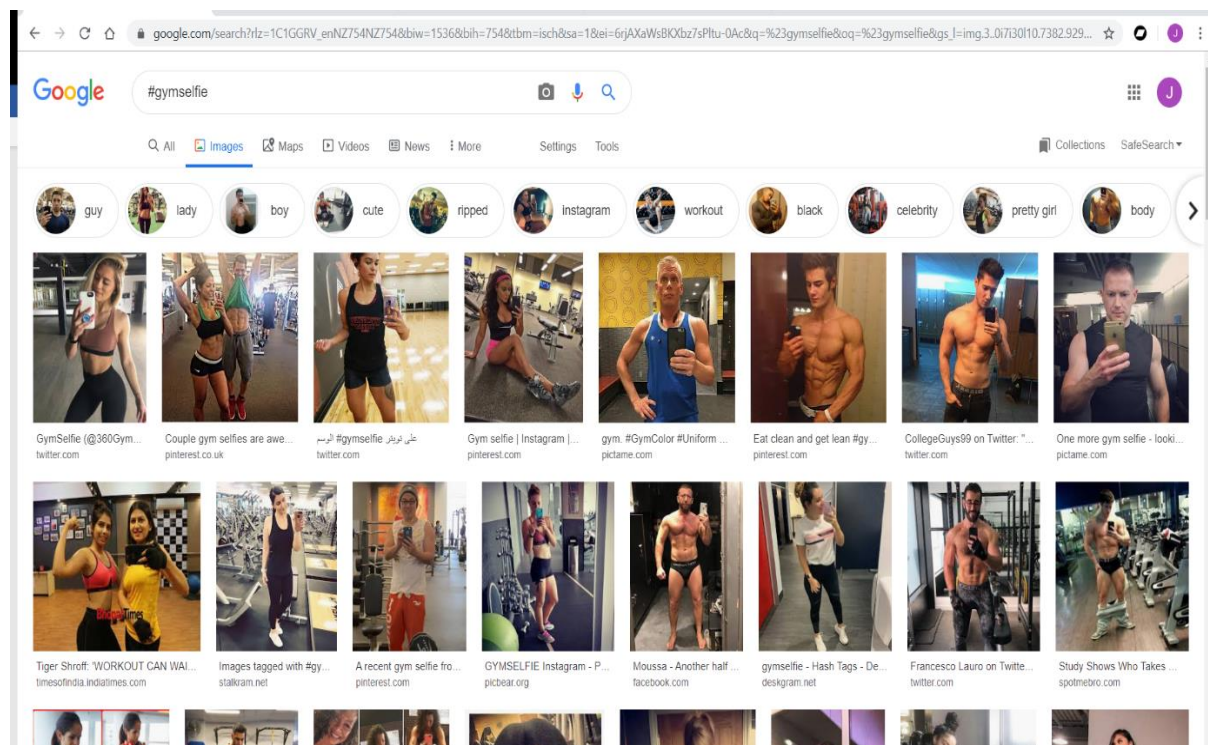 google.com/search?rlz=1C1GGRV_enNZ754NZ754&biw=1536&bih=754&tbm=isch&sa=1&ei=6rjAXaWsBKXbz7sPltu-0Ac&q=%23gymselfie&oq=%23gymselfie&gs_l=img.3..0i7i30l10.7382.929...
J
Google
#gymselfie
J
All Images Maps Videos News More Settings Tools Collections SafeSearch
guy lady boy cute ripped instagram workout black celebrity pretty girl body
GymSelfie (@360Gym... Couple gym selfies are awe... الوسم #gymselfie على تويتر Gym selfie | Instagram |... gym. #GymColor #Uniform ... Eat clean and get lean #gy... CollegeGuys99 on Twitter: "... One more gym selfie - looki...
twitter.com pinterest.co.uk twitter.com pinterest.com pictame.com pinterest.com twitter.com pictame.com
Times
Tiger Shroff: 'WORKOUT CAN WAI... Images tagged with #gy... A recent gym selfie fro... GYMSELFIE Instagram - P... Moussa - Another half ... gymselfie - Hash Tags - De... Francesco Lauro on Twitte... Study Shows Who Takes ...
timesofindia.indiatimes.com stalkram.net pinterest.com picbear.org facebook.com deskgram.net twitter.com spotmebro.com